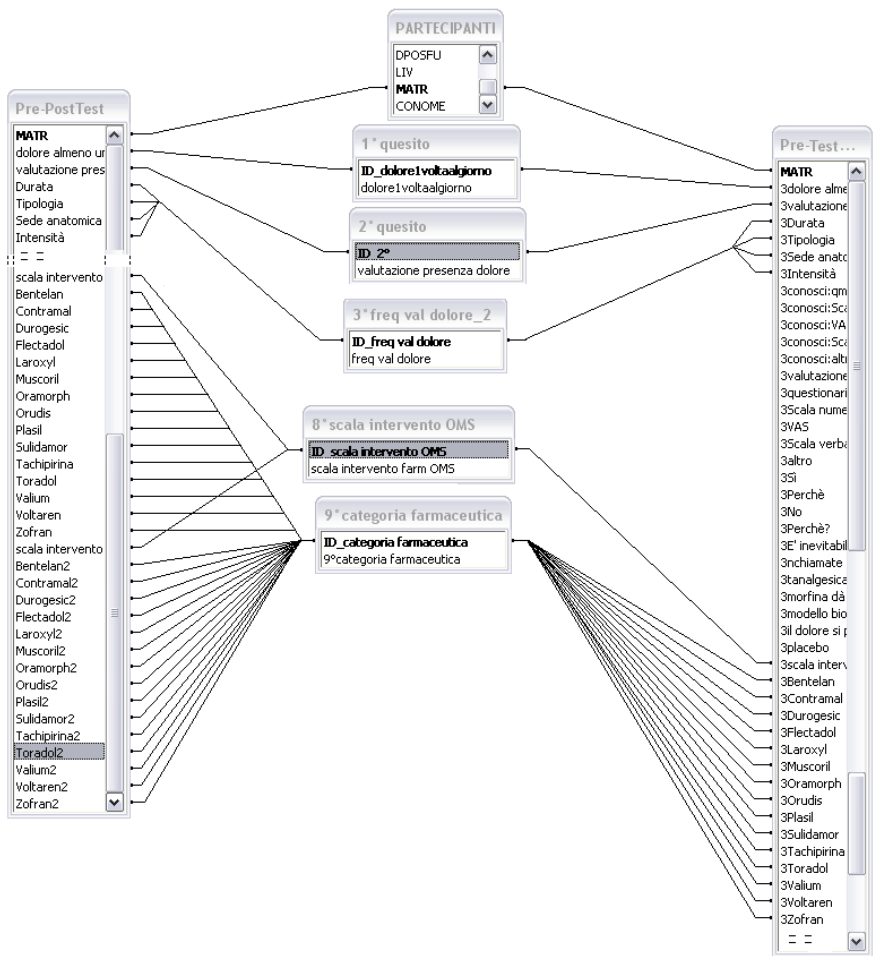 PARTECIPANTI
DPOSFU
LIV
MATR
CONOME
Pre-PostTest
MATR
dolore almeno ur
valutazione pres
Durata
Tipologia
Sede anatomica
Intensità
scala intervento
Bentelan
Contramal
Durogesic
Flectadol
Laroxyl
Muscoril
Oramorph
Orudis
Plasil
Sulidamor
Tachipirina
Toradol
Valium
Voltaren
Zofran
scala intervento
Bentelan2
Contramal2
Durogesic2
Flectadol2
Laroxyl2
Muscoril2
Oramorph2
Orudis2
Plasil2
Sulidamor2
Tachipirina2
Toradol2
Valium2
Voltaren2
Zofran2
1°quesito
ID_dolore1voltaalgiorno
dolore1voltaalgiorno
2°quesito
ID_2°
valutazione presenza dolore
3°freq val dolore_2
ID_freq val dolore
freq val dolore
8°scala intervento OMS
ID_scala intervento OMS
scala intervento farm OMS
9°categoria farmaceutica
ID_categoria farmaceutica
9°categoria farmaceutica
Pre-Test...
MATR
3dolore alme
3valutazione
3Durata
3Tipologia
3Sede anato
3Intensità
3conosci:qm
3conosci:Sca
3conosci:VA
3conosci:Sca
3conosci:altr
3valutazione
3questionari
3Scala nume
3VAS
3Scala verba
3altro
3Sì
3Perchè
3No
3Perchè?
3E' inevitabil
3nchiamate
3tanalgesica
3morfina dà
3modello bio
3il dolore si p
3placebo
3scala interv
3Bentelan
3Contramal
3Durogesic
3Flectadol
3Laroxyl
3Muscoril
3Oramorph
3Orudis
3Plasil
3Sulidamor
3Tachipirina
3Toradol
3Valium
3Voltaren
3Zofran